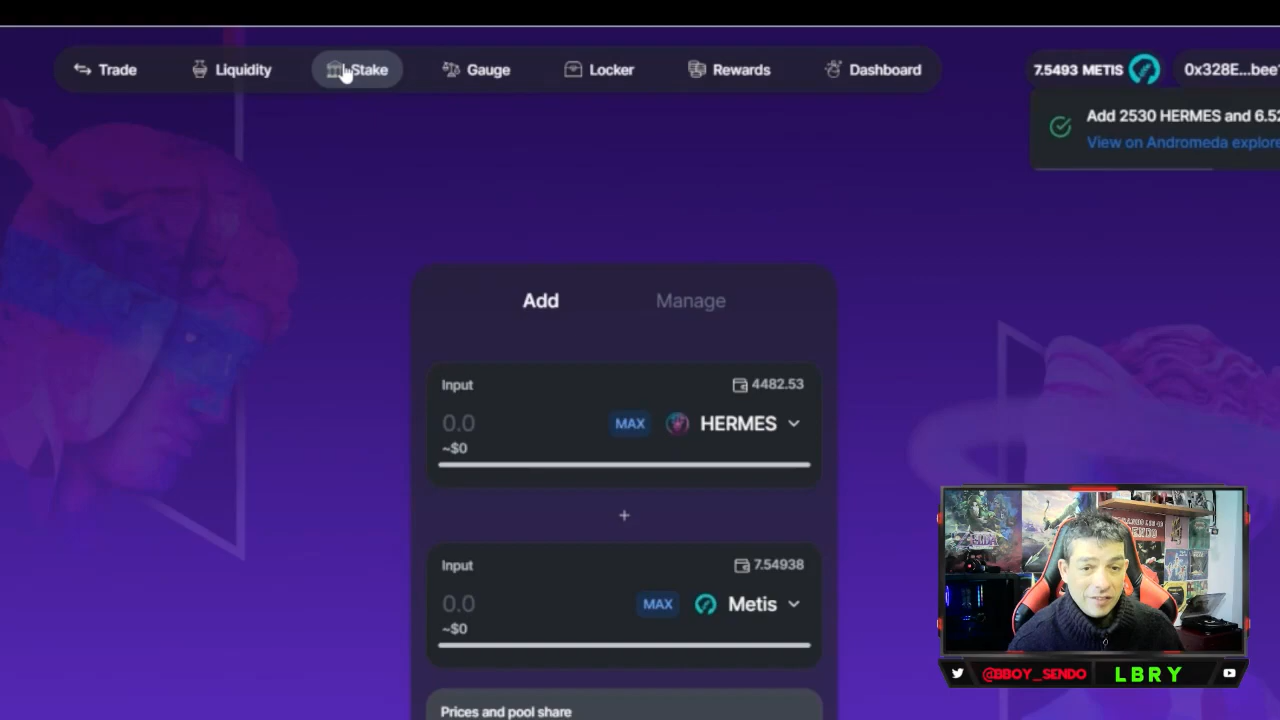 Trade
Liquidity
Stake
Gauge
Locker
Rewards
Dashboard
7.5493 METIS
0x328E...bee
Add 2530 HERMES and 6.52
View on Andromeda explore
Add
Manage
Input
4482.53
0.0
MAX
HERMES
~$0
+
Input
7.54938
0.0
MAX
Metis
~$0
Prices and pool share
@BBOY_SENDO
LBRY